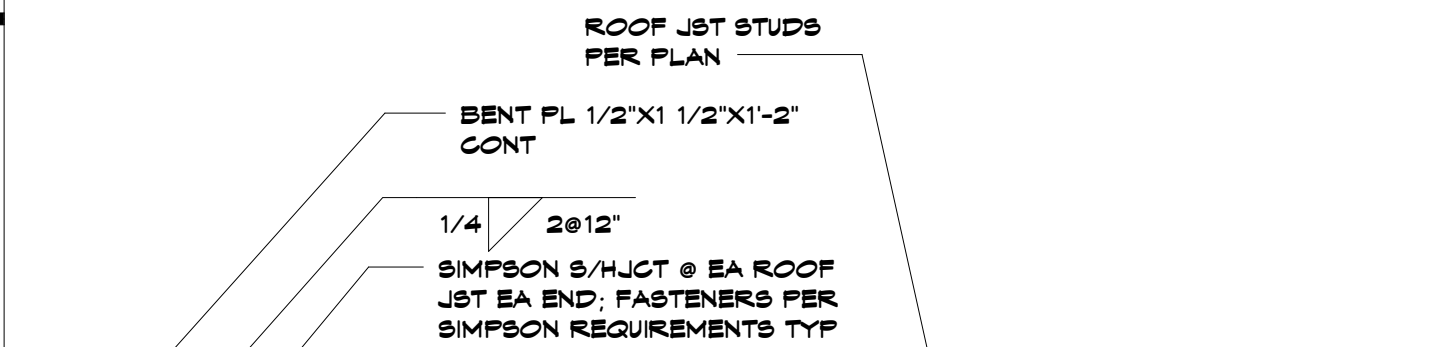 ROOF JST STUDS
PER PLAN
BENT PL 1/2"X1 1/2"X1'-2"
CONT
1/4 2@12"
SIMPSON S/HJCT @ EA ROOF
JST EA END; FASTENERS PER
SIMPSON REQUIREMENTS TYP